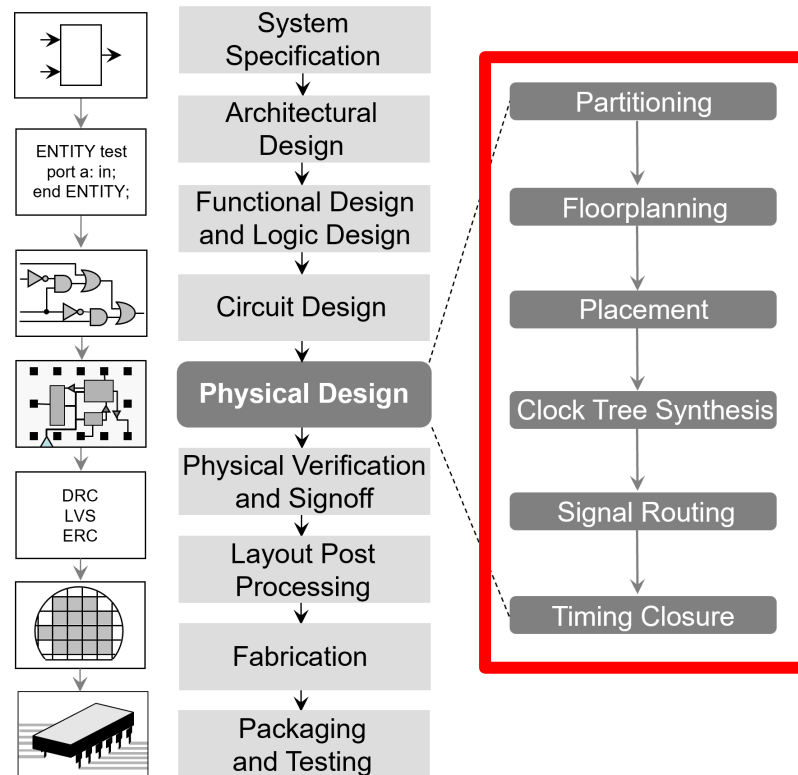 ENTITY test
port a: in;
end ENTITY;
DRC
LVS
ERC
System
Specification
Architectural
Design
Functional Design
and Logic Design
Circuit Design
Physical Design
Physical Verification
and Signoff
Layout Post
Processing
Fabrication
Packaging
and Testing
Partitioning
Floorplanning
Placement
Clock Tree Synthesis
Signal Routing
Timing Closure